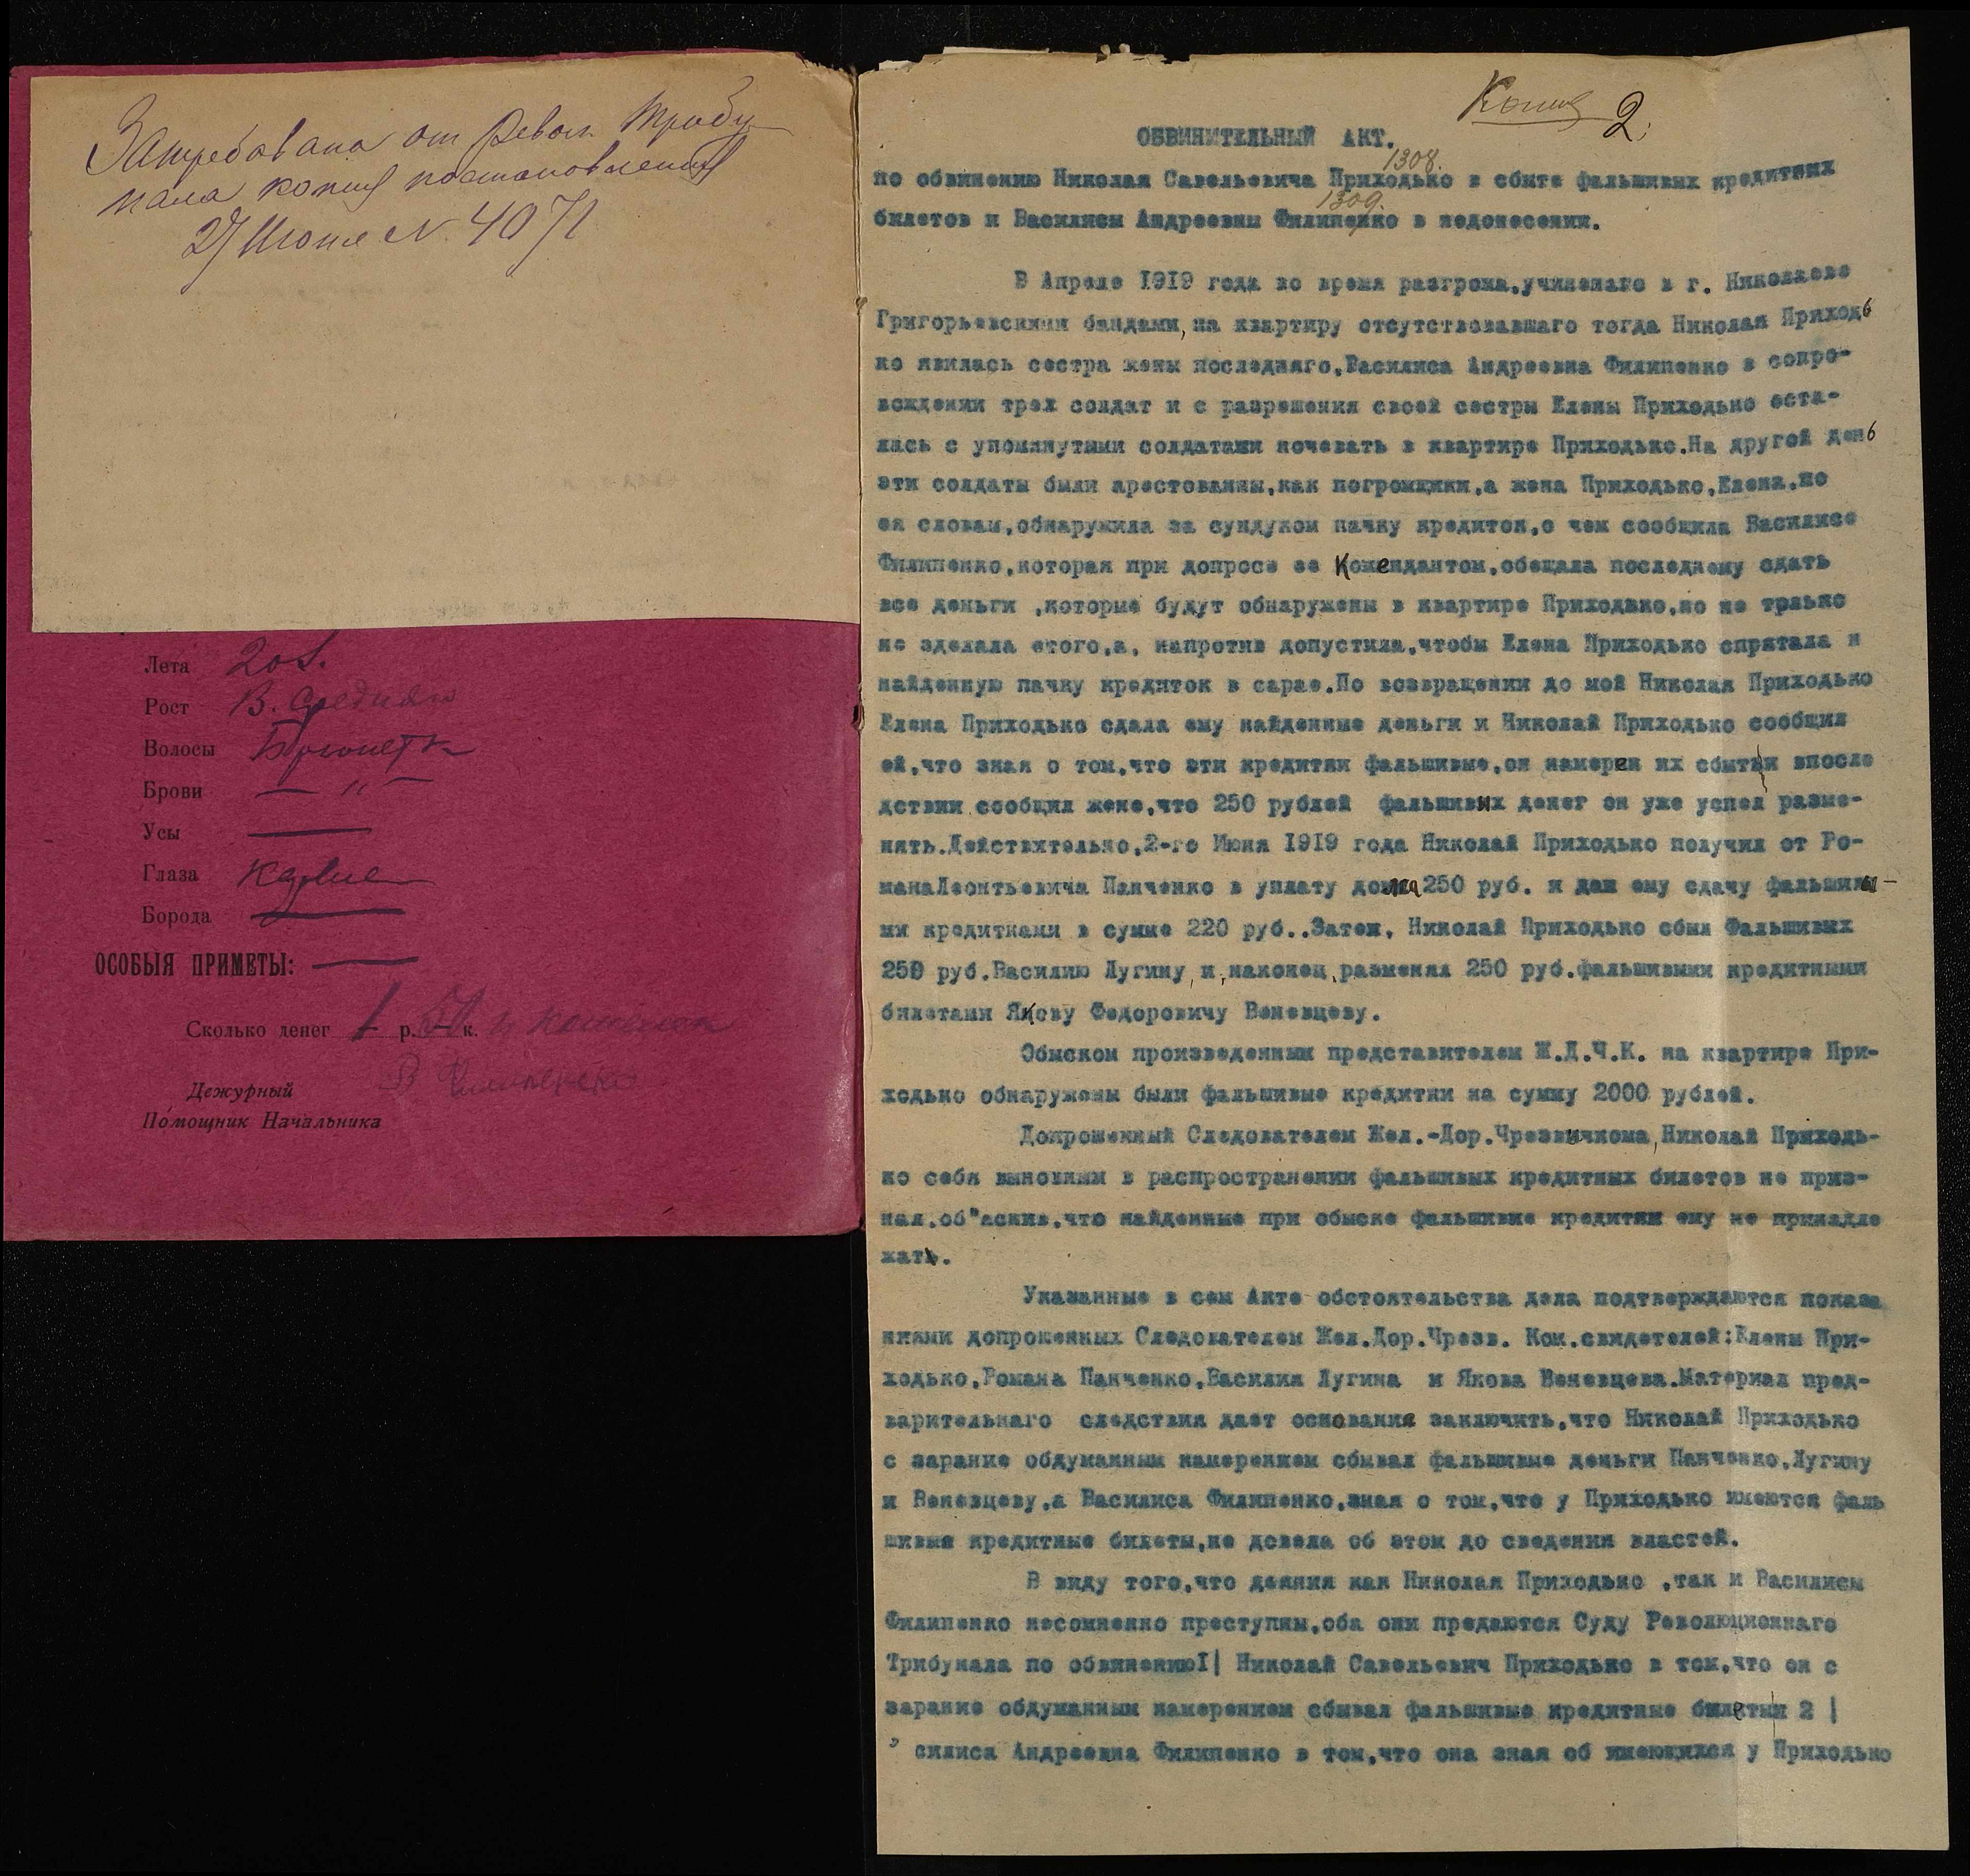 Затребована от Револ. Трибу
нала копия постановления
27 Июня N. 4071
Лета 20 л.
Рост В. Средняго
Волосы Брюнетк
Брови — " —
Усы —
Глаза Карие
Борода —
ОСОБЫЯ ПРИМЕТЫ: —
Сколько денег р. к. и кошелек
Дежурный
Помощник Начальника
Копия 2.
ОБВИНИТЕЛЬНЫЙ АКТ.
1308.
по обвинению Николая Савельевича Приходько в сбыте фальшивых кредитных
1309.
билетов и Василисы Андреевны Филипенко в недонесении.
В Апреле 1919 года во время разгрома,учиненаго в г. Николаеве
Григорьевскими бандами, на квартиру отсутствовавшаго тогда Николая Приходь
ко явилась сестра жены последняго,Василиса Андреевна Филипенко в сопро-
вождении трех солдат и с разрешения своей сестры Елены Приходько оста-
лась с упомянутыми солдатами ночевать в квартире Приходько.На другой день
эти солдаты были арестованны,как погромщики,а жена Приходько,Елена,по
ея словам,обнаружила за сундуком пачку кредиток,о чем сообщила Василисе
Филипенко,которая при допросе ее Комендантом,обещала последнему сдать
все деньги ,которые будут обнаружены в квартире Приходько,но не только
не зделала етого,а, напротив допустила,чтобы Елена Приходько спрятала и
найденную пачку кредиток в сарае.По возвращении до мой Николая Приходько
Елена Приходько сдала ему найденные деньги и Николай Приходько сообщил
ей,что зная о том,что эти кредитки фальшивые,он намерен их сбыть и впосле
дствии сообщил жене,что 250 рублей фальшивых денег он уже успел разме-
нять.Действительно,2-го Июня 1919 года Николай Приходько получил от Ро-
манаЛеонтьевича Панченко в уплату долга 250 руб. и дал ему сдачу фальшивы-
ми кредитками в сумме 220 руб..Затем, Николай Приходько сбыл Фальшивых
250 руб.Василию Лугину , и, наконец, разменял 250 руб.фальшивыми кредитными
билетами Якову Федоровичу Веневцеву.
Обыском произведенным представителем Ж.Д.Ч.К. на квартире При-
ходько обнаружены были фальшивые кредитки на сумму 2000 рублей.
Допрошенный Следователем Жел.-Дор.Чрезвычкома, Николай Приходь-
ко себя выновным в распространении фальшивых кредитных билетов не приз-
нал,об"яснив,что найденные при обыске фальшивие кредитки ему не принадле
жат.
Указанные в сем Акте обстоятельства дела подтверждаются показа
ниями допрошенных Следователем Жел.Дор.Чрезв. Ком.свидетелей:Елены При-
ходько,Романа Панченко,Василия Лугина и Якова Веневцева.Материал пред-
варительнаго следствия дает основания заключить,что Николай Приходько
с заранне обдуманным намерением сбывал фальшивые деньги Панченко,Лугину
и Веневцеву,а Василиса Филипенко,зная о том,что у Приходько имеются фаль
шивыя кредитные билеты,не довела об этом до сведения властей.
В виду того,что деяния как Николая Приходько ,так и Василисы
Филипенко несомненно преступны,оба они предаются Суду Революционнаго
Трибунала по обвинению1| Николай Савельевич Приходько в том,что он с
зарание обдуманным намерением сбывал фальшивые кредитные билеты и 2 |
силиса Андреевна Филипенко в том,что она зная об имеющихся у Приходько